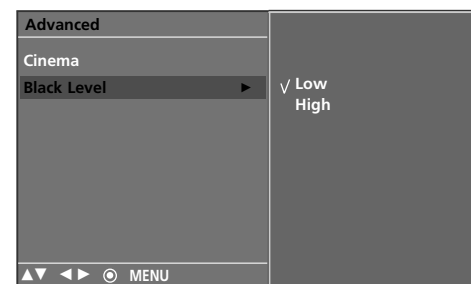 Advanced
Cinema
Black Level ►
√ Low
High
▲▼ ◄► ⦿ MENU